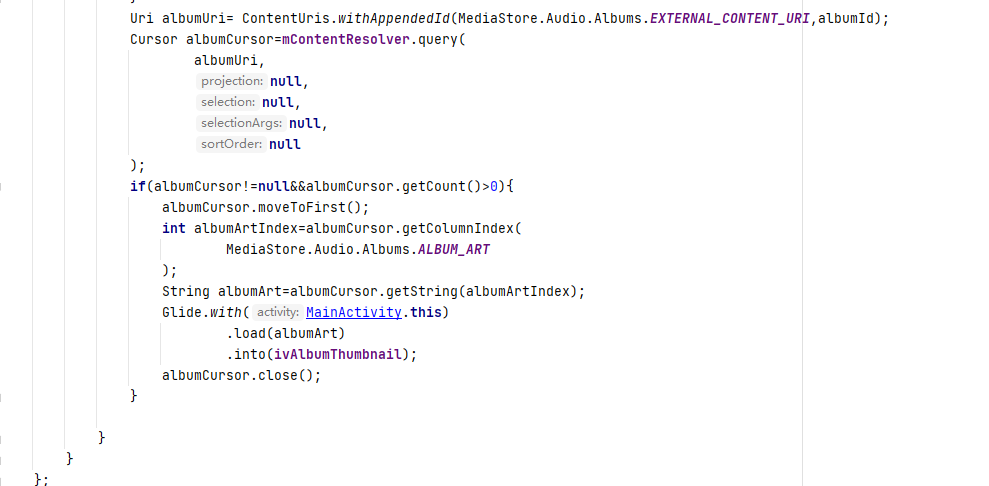 }
Uri albumUri= ContentUris.withAppendedId(MediaStore.Audio.Albums.EXTERNAL_CONTENT_URI,albumId);
Cursor albumCursor=mContentResolver.query(
albumUri,
projection: null,
selection: null,
selectionArgs: null,
sortOrder: null
);
if(albumCursor!=null&&albumCursor.getCount()>0){
albumCursor.moveToFirst();
int albumArtIndex=albumCursor.getColumnIndex(
MediaStore.Audio.Albums.ALBUM_ART
);
String albumArt=albumCursor.getString(albumArtIndex);
Glide.with( activity: MainActivity.this)
.load(albumArt)
.into(ivAlbumThumbnail);
albumCursor.close();
}
}
}
};